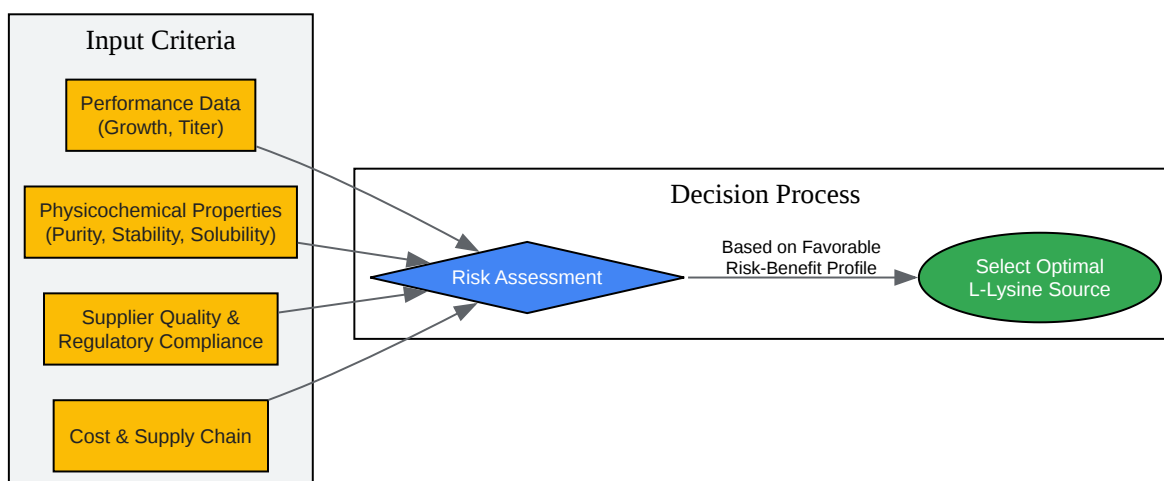 Input Criteria
Performance Data
(Growth, Titer)
Physicochemical Properties
(Purity, Stability, Solubility)
Supplier Quality &
Regulatory Compliance
Cost & Supply Chain
Decision Process
Risk Assessment
Based on Favorable
Risk-Benefit Profile
Select Optimal
L-Lysine Source